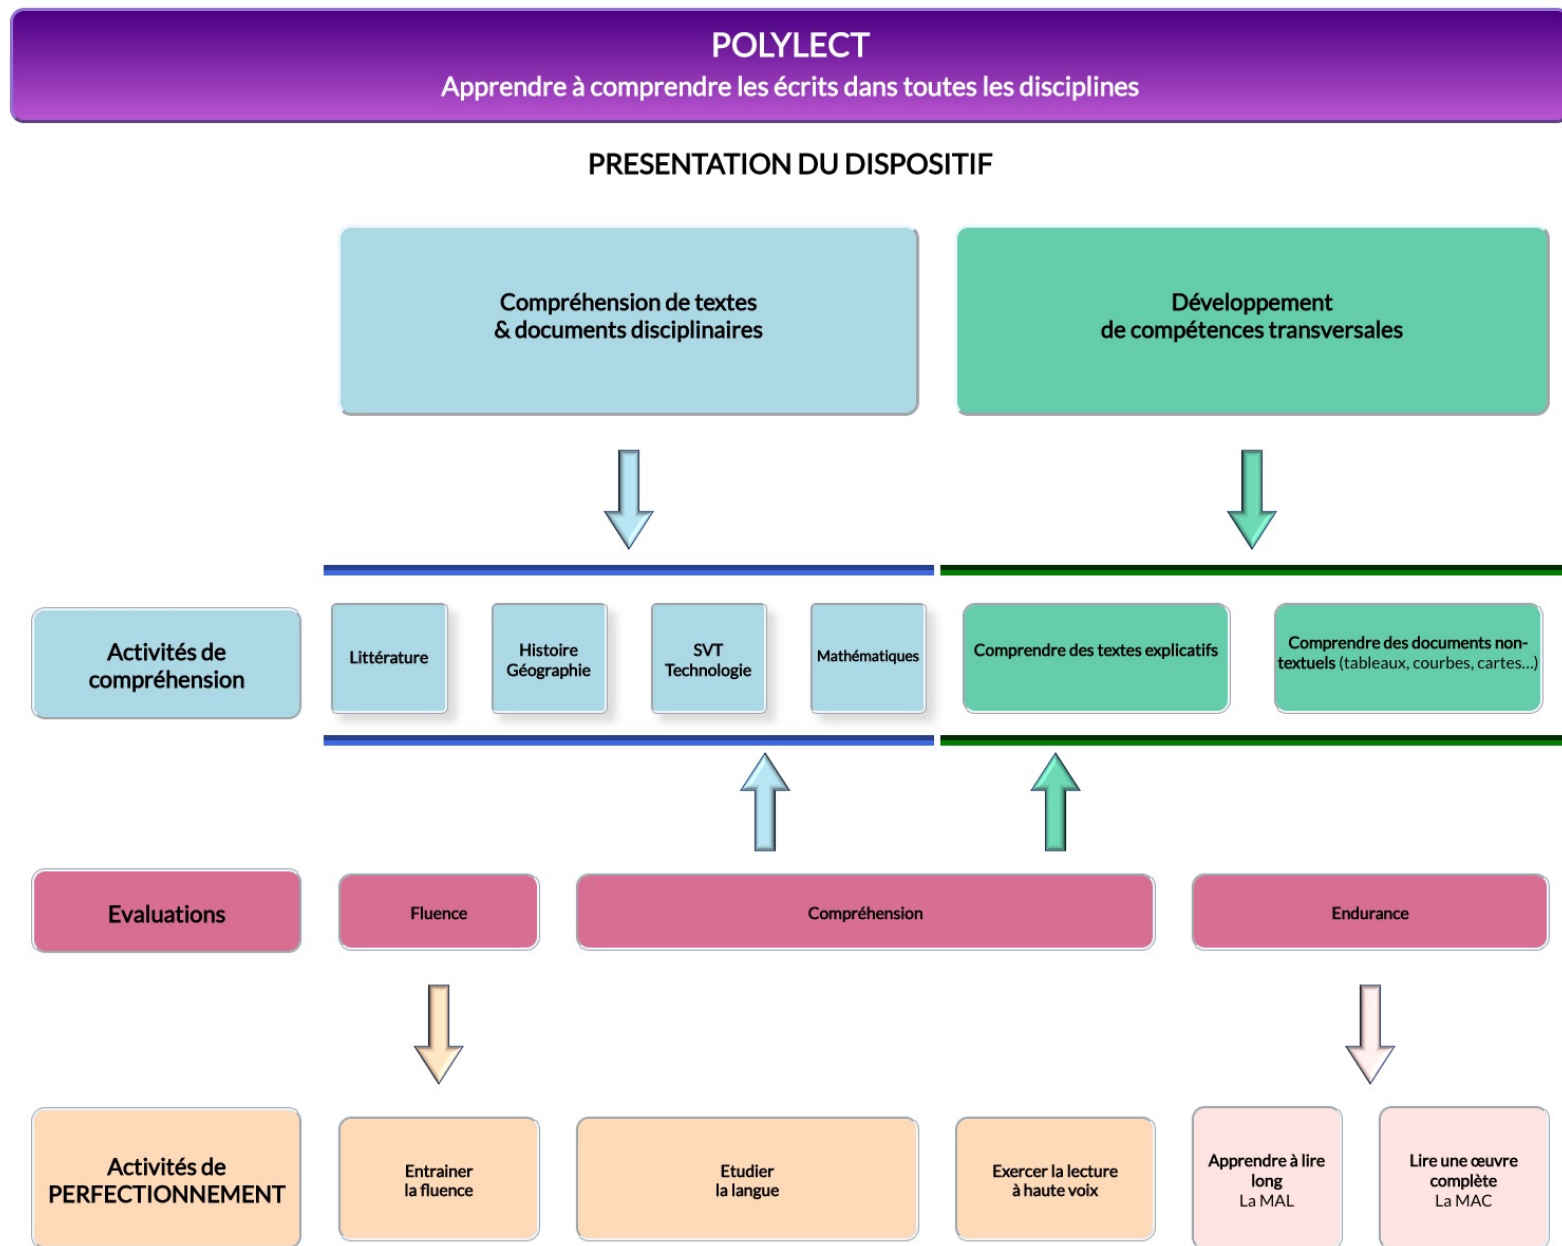 POLYLECT
Apprendre à comprendre les écrits dans toutes les disciplines
PRESENTATION DU DISPOSITIF
Compréhension de textes
& documents disciplinaires
Développement
de compétences transversales
Activités de
compréhension
Littérature
Histoire
Géographie
SVT
Technologie
Mathématiques
Comprendre des textes explicatifs
Comprendre des documents non-
textuels (tableaux, courbes, cartes...)
Evaluations
Fluence
Compréhension
Endurance
Activités de
PERFECTIONNEMENT
Entrainer
la fluence
Etudier
la langue
Exercer la lecture
à haute voix
Apprendre à lire
long
La MAL
Lire une œuvre
complète
La MAC